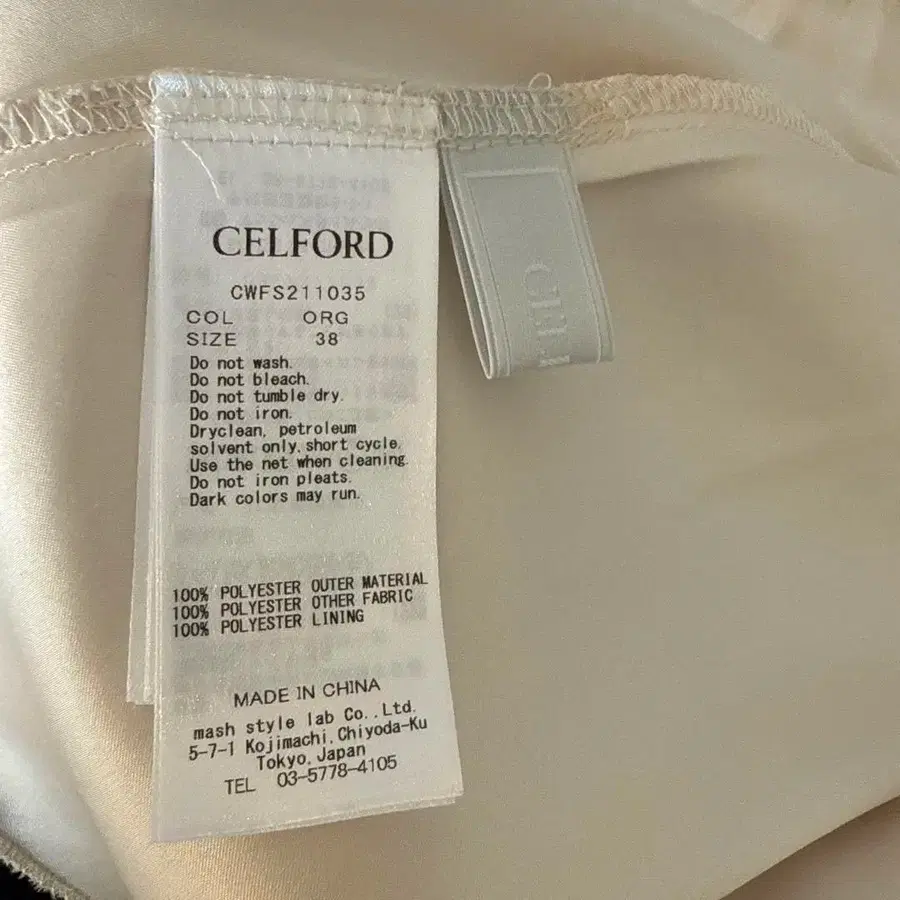 CELFORD
CWFS211035
COL ORG
SIZE 38
Do not wash.
Do not bleach.
Do not tumble dry.
Do not iron.
Dryclean, petroleum
solvent only, short cycle,
Use the net when cleaning.
Do not iron pleats.
Dark colors may run.
100% POLYESTER OUTER MATERIAL
100% POLYESTER OTHER FABRIC
100% POLYESTER LINING
MADE IN CHINA
mash style lab Co., Ltd.
5-7-1 Kojimachi, Chiyoda-Ku
Tokyo, Japan
TEL 03-5778-4105